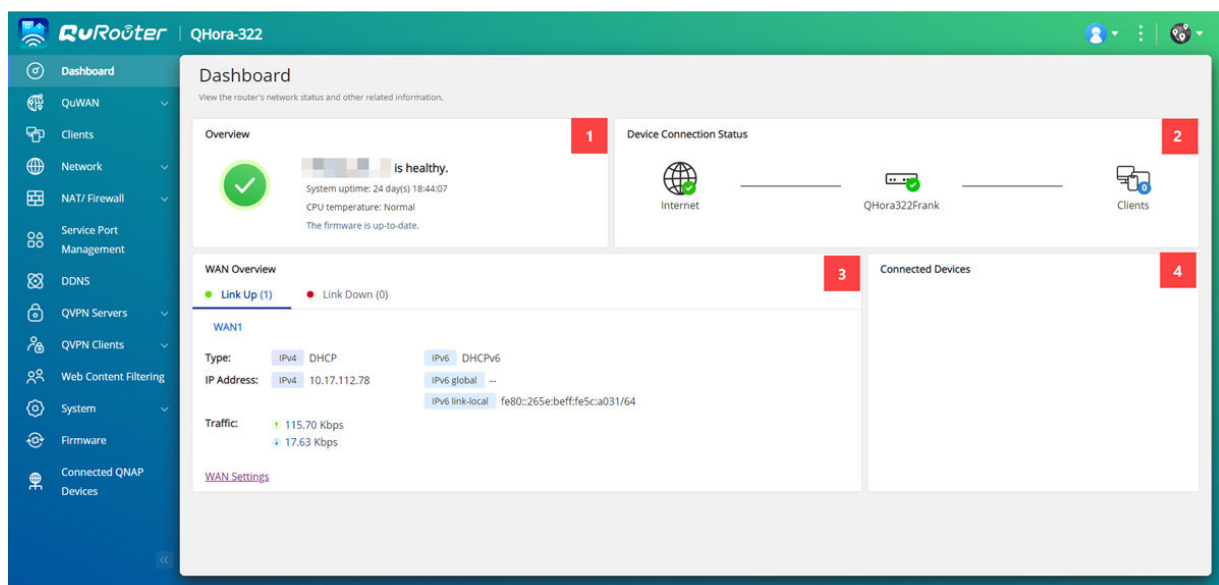 QuRouter
QHora-322
Dashboard
QuWAN
Clients
Network
NAT/ Firewall
Service Port
Management
DDNS
QVPN Servers
QVPN Clients
Web Content Filtering
System
Firmware
Connected QNAP
Devices
Dashboard
View the router's network status and other related information.
Overview
1
is healthy.
System uptime: 24 day(s) 18:44:07
CPU temperature: Normal
The firmware is up-to-date.
Device Connection Status
2
Internet
QHora322Frank
0
Clients
WAN Overview
3
Link Up (1)
Link Down (0)
WAN1
Type: IPv4 DHCP IPv6 DHCPv6
IP Address: IPv4 10.17.112.78 IPv6 global --
IPv6 link-local fe80::265e:beff:fe5c:a031/64
Traffic: 115.70 Kbps
17.63 Kbps
WAN Settings
Connected Devices
4